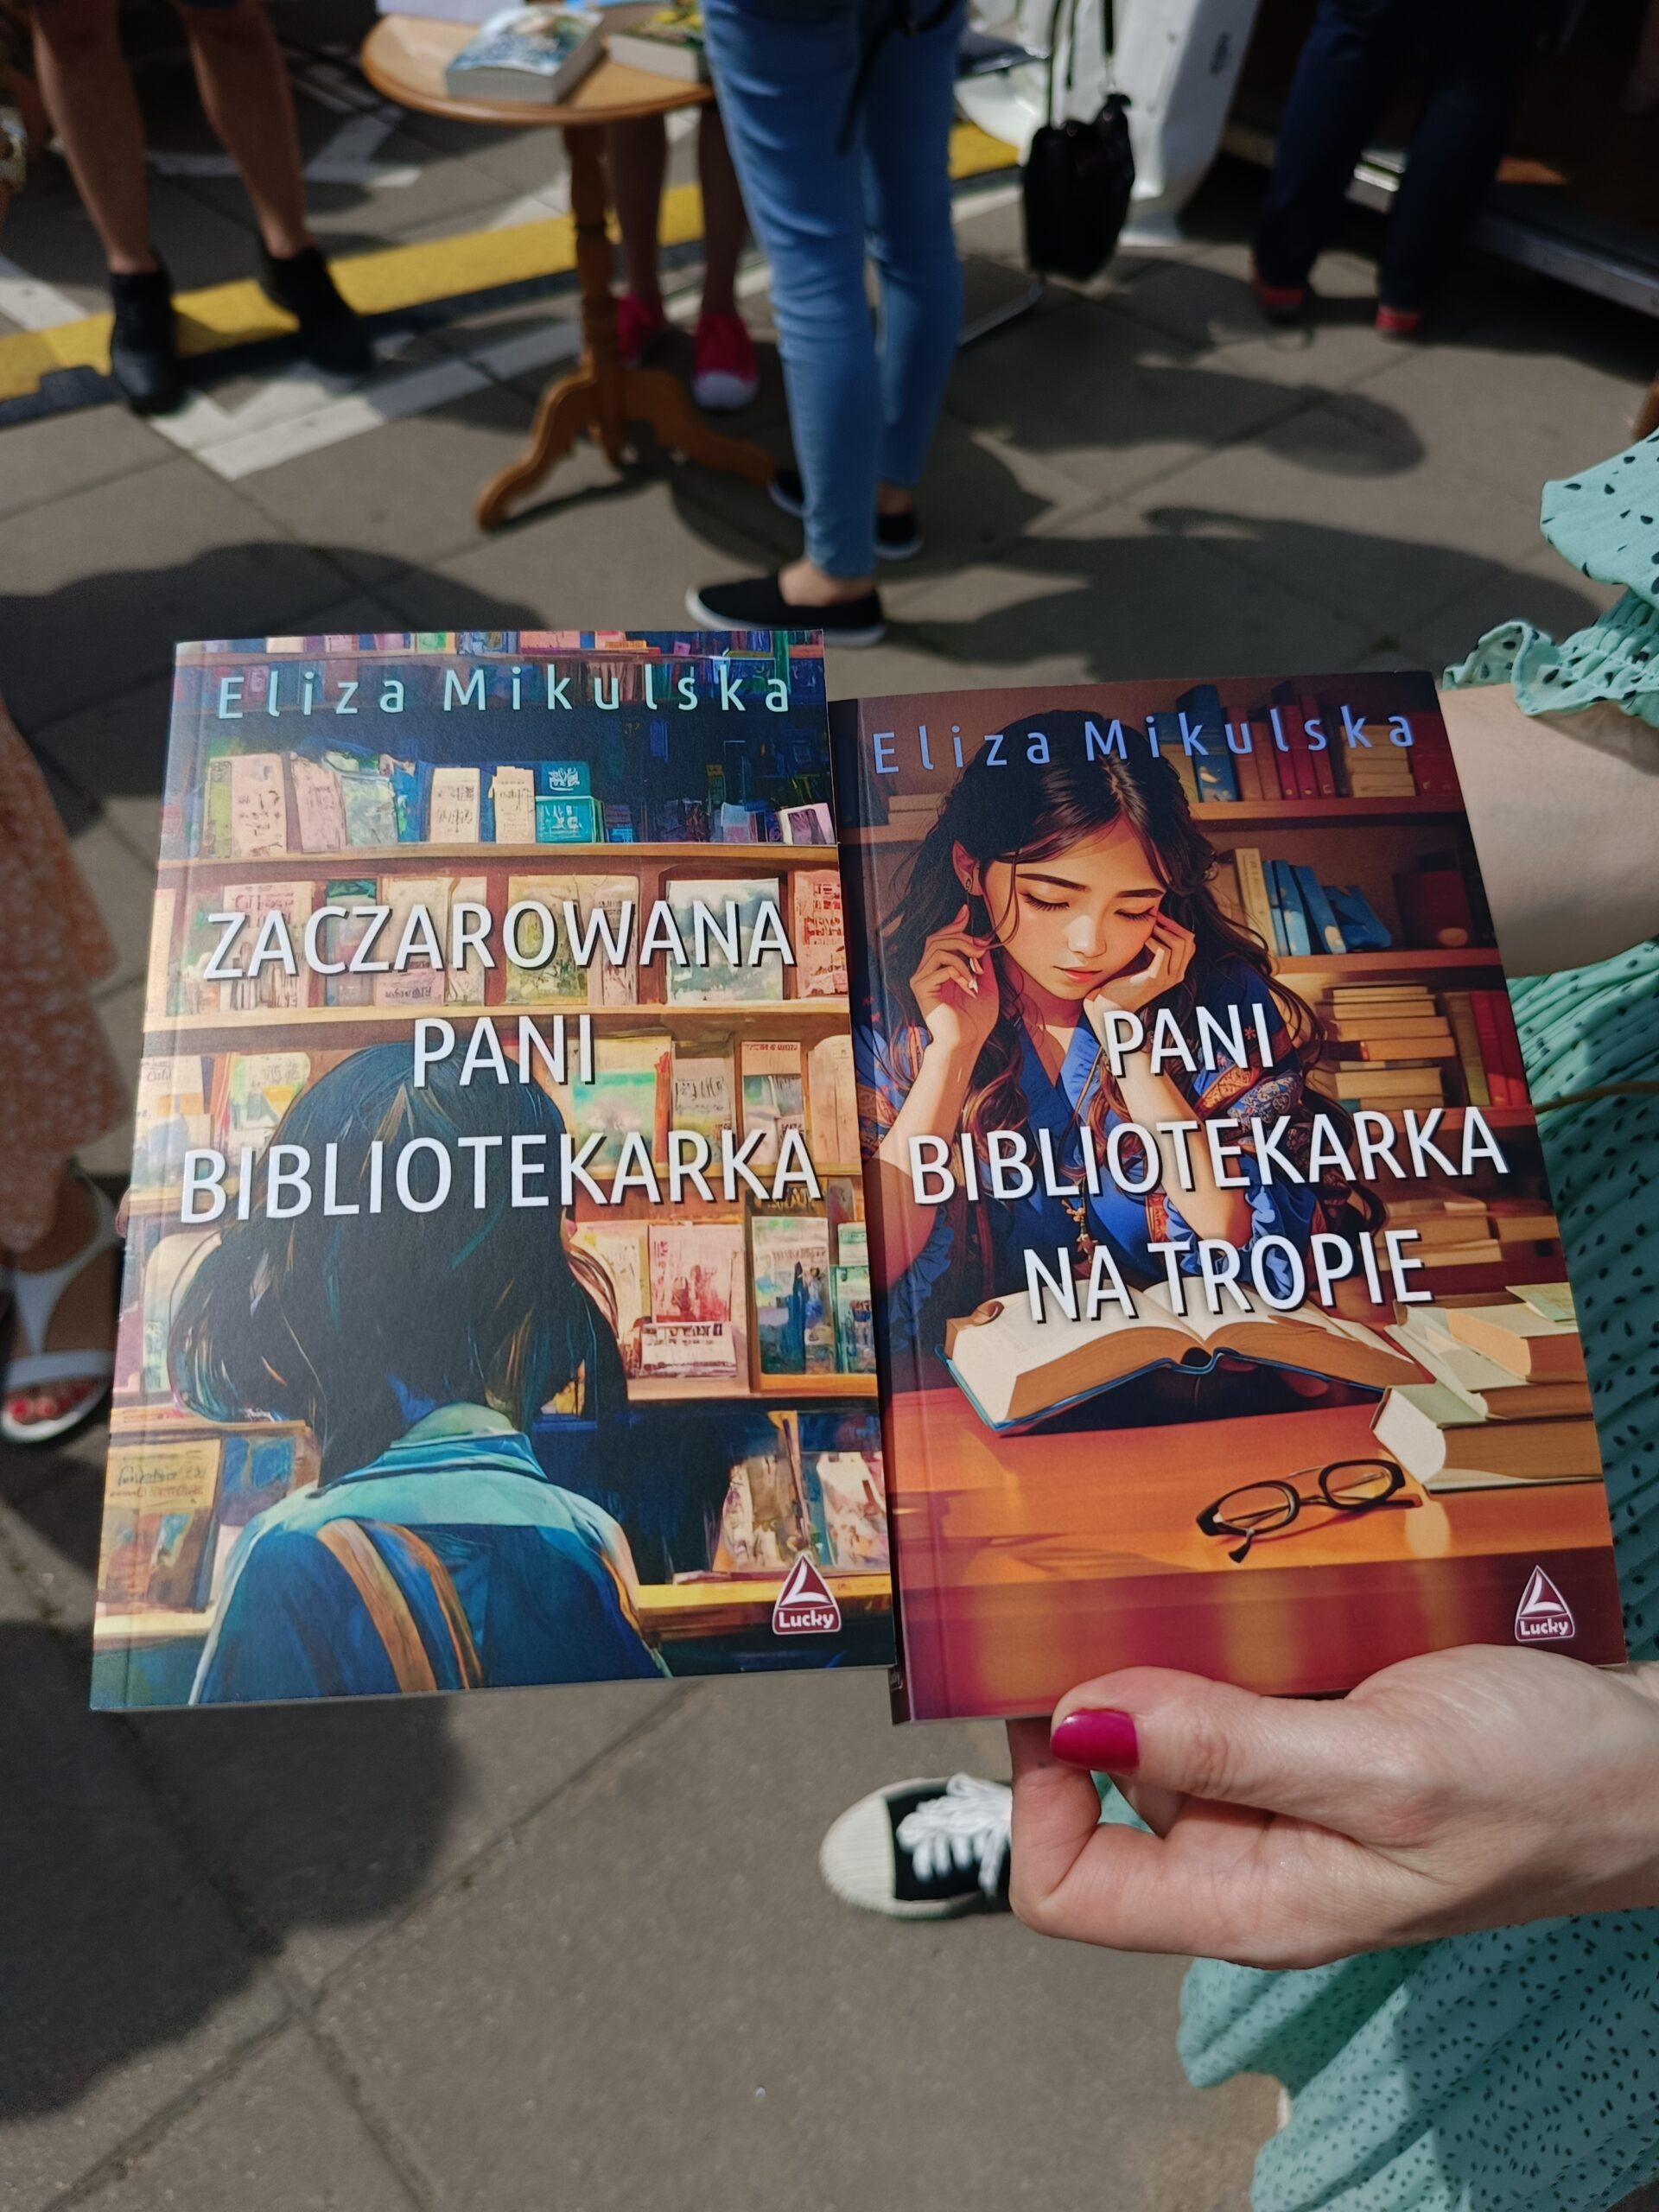 Eliza Mikulska
ZACZAROWANA
PANI
BIBLIOTEKARKA
Lucky
Eliza Mikulska
PANI
BIBLIOTEKARKA
NA TROPIE
Lucky